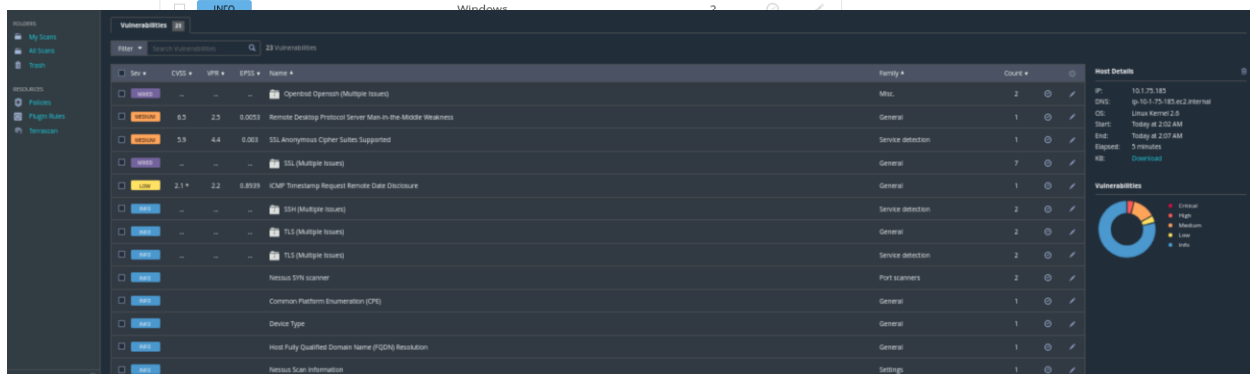 INFO Windows 2
FOLDERS
My Scans
All Scans
Trash
RESOURCES
Policies
Plugin Rules
Terrascan
Vulnerabilities 23
Filter Search Vulnerabilities 23 Vulnerabilities
Sev CVSS VPR EPSS Name Family Count
MIXED ... ... ... Openbsd Openssh (Multiple Issues) Misc. 2
MEDIUM 6.5 2.5 0.0053 Remote Desktop Protocol Server Man-in-the-Middle Weakness General 1
MEDIUM 5.9 4.4 0.003 SSL Anonymous Cipher Suites Supported Service detection 1
MIXED ... ... ... SSL (Multiple Issues) General 7
LOW 2.1 * 2.2 0.8939 ICMP Timestamp Request Remote Date Disclosure General 1
INFO ... ... ... SSH (Multiple Issues) Service detection 2
INFO ... ... ... TLS (Multiple Issues) General 2
INFO ... ... ... TLS (Multiple Issues) Service detection 2
INFO Nessus SYN scanner Port scanners 2
INFO Common Platform Enumeration (CPE) General 1
INFO Device Type General 1
INFO Host Fully Qualified Domain Name (FQDN) Resolution General 1
INFO Nessus Scan Information Settings 1
Host Details
IP: 10.1.75.185
DNS: ip-10-1-75-185.ec2.internal
OS: Linux Kernel 2.6
Start: Today at 2:02 AM
End: Today at 2:07 AM
Elapsed: 5 minutes
KB: Download
Vulnerabilities
Critical
High
Medium
Low
Info